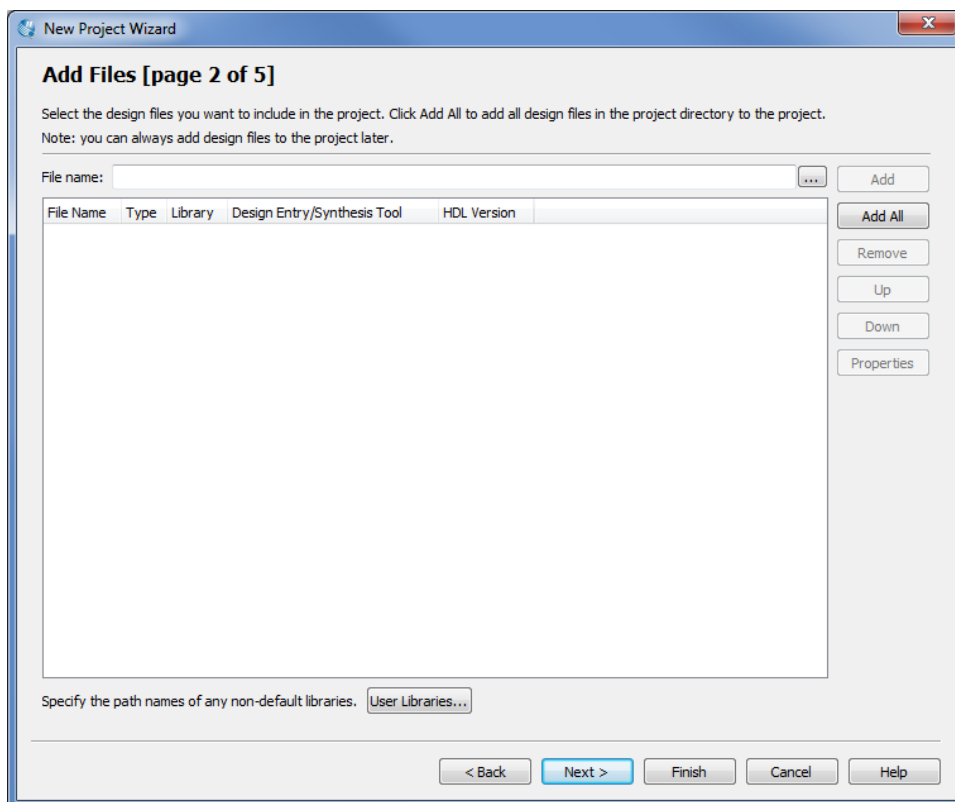 New Project Wizard
Add Files [page 2 of 5]
Select the design files you want to include in the project. Click Add All to add all design files in the project directory to the project.
Note: you can always add design files to the project later.
File name: ... Add
File Name Type Library Design Entry/Synthesis Tool HDL Version Add All
Remove
Up
Down
Properties
Specify the path names of any non-default libraries. User Libraries...
< Back Next > Finish Cancel Help